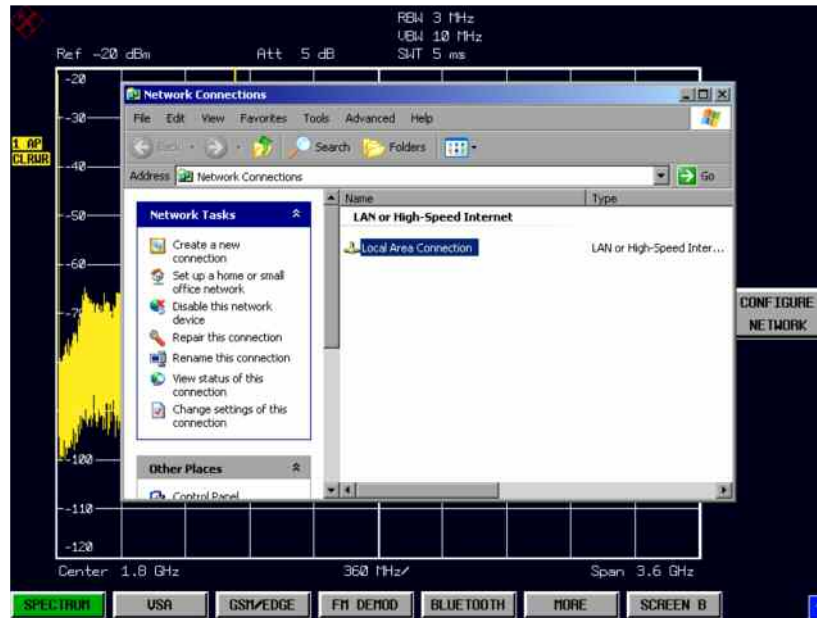 RBW 3 MHz
VBW 10 MHz
Ref -20 dBm Att 5 dB SWT 5 ms
-20
-30
1 AP
CLRWR
-40
-50
-60
-100
-110
-120
Network Connections
File Edit View Favorites Tools Advanced Help
Back Search Folders
Address Network Connections Go
Name Type
Network Tasks
Create a new
connection
Set up a home or small
office network
Disable this network
device
Repair this connection
Rename this connection
View status of this
connection
Change settings of this
connection
Other Places
Control Panel
LAN or High-Speed Internet
Local Area Connection LAN or High-Speed Inter...
CONFIGURE
NETWORK
Center 1.8 GHz 360 MHz/ Span 3.6 GHz
SPECTRUM VSA GSM/EDGE FM DEMOD BLUETOOTH MORE SCREEN B